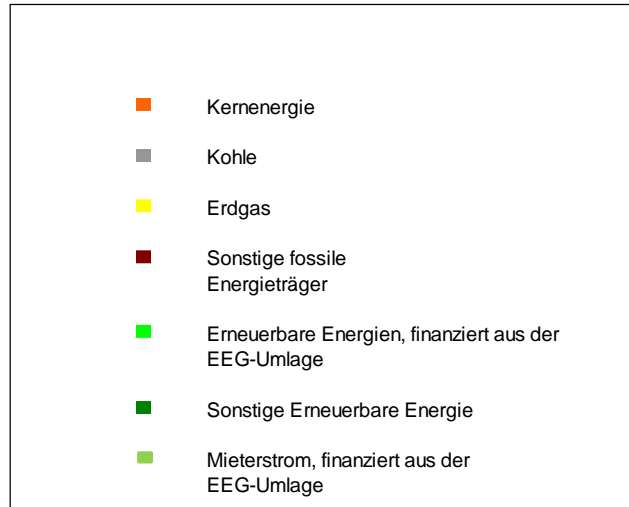 Kernenergie
Kohle
Erdgas
Sonstige fossile
Energieträger
Erneuerbare Energien, finanziert aus der
EEG-Umlage
Sonstige Erneuerbare Energie
Mieterstrom, finanziert aus der
EEG-Umlage